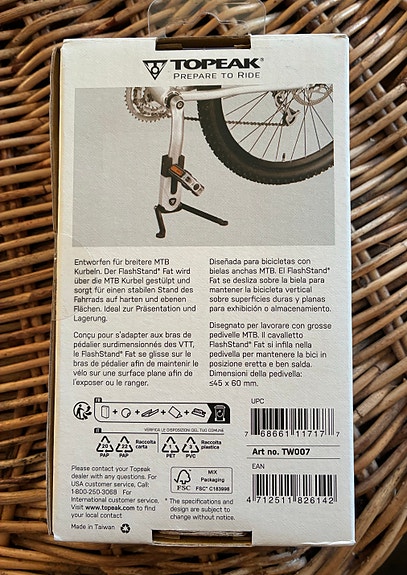 TOPEAK®
PREPARE TO RIDE
Entworfen für breitere MTB
Kurbeln. Der FlashStand® Fat wird
über die MTB Kurbel gestülpt und
sorgt für einen stabilen Stand des
Fahrrads auf harten und ebenen
Flächen. Ideal zur Präsentation und
Lagerung.
Conçu pour s'adapter aux bras de
pédalier surdimensionnés des VTT,
le FlashStand® Fat se glisse sur le
bras de pédalier afin de maintenir le
vélo sur une surface plane afin de
l'exposer ou le ranger.
Diseñada para bicicletas con
bielas anchas MTB. El FlashStand®
Fat se desliza sobre la biela para
mantener la bicicleta vertical
sobre superficies duras y planas
para exhibición o almacenamiento.
Disegnato per lavorare con grosse
pedivelle MTB. Il cavalletto
FlashStand® Fat si infila nella
pedivella per mantenere la bici in
posizione eretta e ben salda.
Dimensioni della pedivella:
≤45 x 60 mm.
FR
IT
VERIFICA LE DISPOSIZIONI DEL TUO COMUNE
20
PAP
22
PAP
Raccolta
carta
1
PET
3
PVC
Raccolta
plastica
Please contact your Topeak
dealer with any questions. For
USA customer service, Call:
1-800-250-3068 For
International customer service,
Visit www.topeak.com to find
your local contact
Made in Taiwan
FSC
MIX
Packaging
FSC® C183998
* The specifications
and design are
subject to change
without notice.
UPC
7 68661 11717 7
Art no. TW007
EAN
4 712511 826142